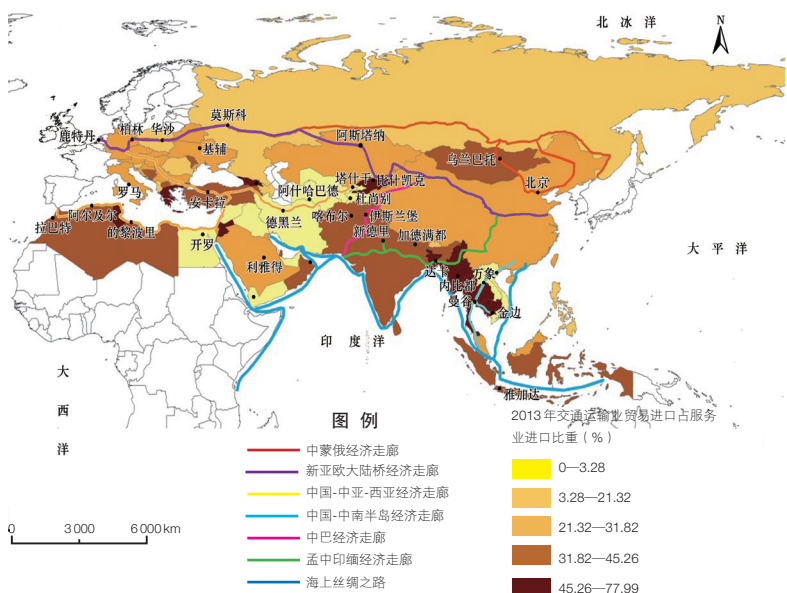 北冰洋
N
莫斯科
鹿特丹
柏林
华沙
阿斯塔纳
基辅
乌兰巴托
塔什干
比什凯克
北京
罗马
阿什哈巴德
杜尚别
安卡拉
阿尔及尔
喀布尔
伊斯兰堡
拉巴特
的黎波里
德黑兰
新德里
加德满都
开罗
太平洋
利雅得
达卡
万象
内比都
曼谷
金边
印度洋
大西洋
雅加达
图例
中蒙俄经济走廊
新亚欧大陆桥经济走廊
中国-中亚-西亚经济走廊
中国-中南半岛经济走廊
中巴经济走廊
孟中印缅经济走廊
海上丝绸之路
2013年交通运输业贸易进口占服务
业进口比重（%）
0—3.28
3.28—21.32
21.32—31.82
31.82—45.26
45.26—77.99
0
3 000
6 000 km